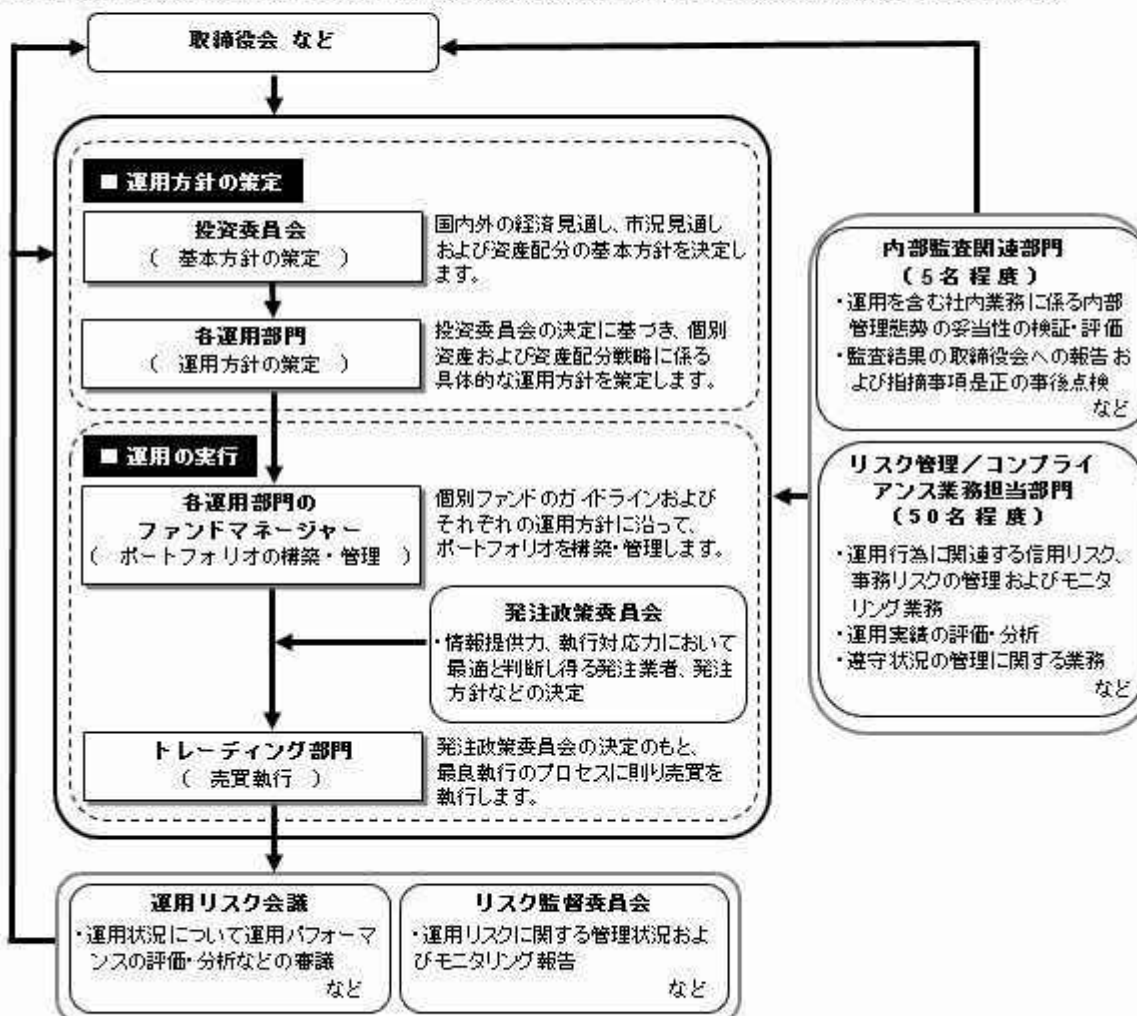 取締役会 など
■ 運用方針の策定
投資委員会
( 基本方針の策定 )
国内外の経済見通し、市況見通し
および資産配分の基本方針を決定し
ます。
各運用部門
( 運用方針の策定 )
投資委員会の決定に基づき、個別
資産および資産配分戦略に係る
具体的な運用方針を策定します。
■ 運用の実行
各運用部門の
ファンドマネージャー
( ポートフォリオの構築・管理 )
個別ファンドのガイドラインおよび
それぞれの運用方針に沿って、
ポートフォリオを構築・管理します。
発注政策委員会
・情報提供力、執行対応力において
最適と判断し得る発注業者、発注
方針などの決定
トレーディング部門
( 売買執行 )
発注政策委員会の決定のもと、
最良執行のプロセスに則り売買を
執行します。
内部監査関連部門
(5名程度)
・運用を含む社内業務に係る内部
管理態勢の妥当性の検証・評価
・監査結果の取締役会への報告お
よび指摘事項是正の事後点検
など
リスク管理/コンプライ
アンス業務担当部門
(50名程度)
・運用行為に関連する信用リスク、
事務リスクの管理およびモニタ
リング業務
・運用実績の評価・分析
・遵守状況の管理に関する業務
など
運用リスク会議
・運用状況について運用パフォーマ
ンスの評価・分析などの審議
など
リスク監督委員会
・運用リスクに関する管理状況およ
びモニタリング報告
など